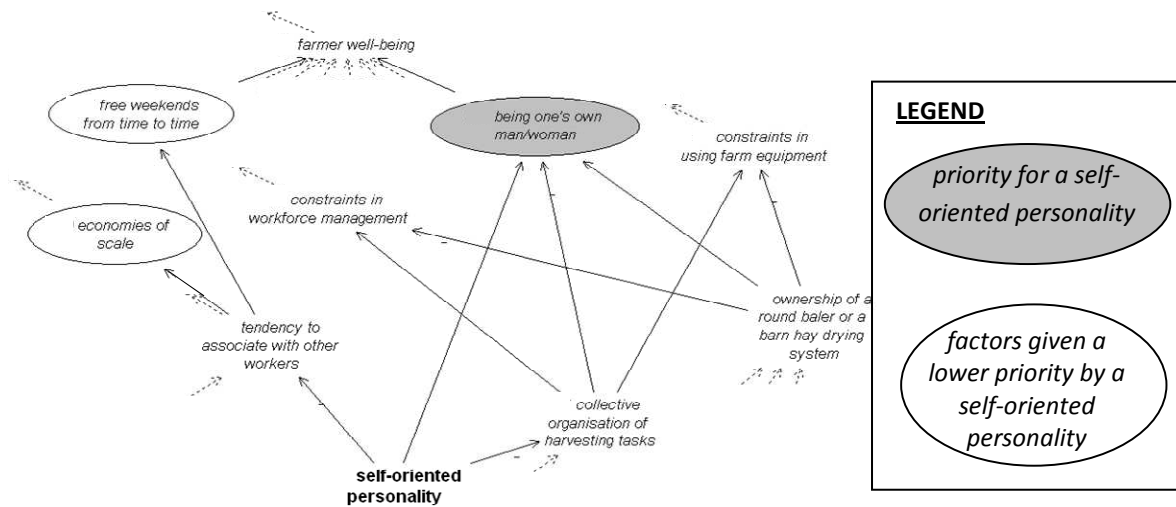 farmer well-being
free weekends
from time to time
being one's own
man/woman
constraints in
using farm equipment
constraints in
workforce management
economies of
scale
ownership of a
round baler or a
barn hay drying
system
tendency to
associate with other
workers
collective
organisation of
harvesting tasks
self-oriented
personality
LEGEND
priority for a self-
oriented personality
factors given a
lower priority by a
self-oriented
personality